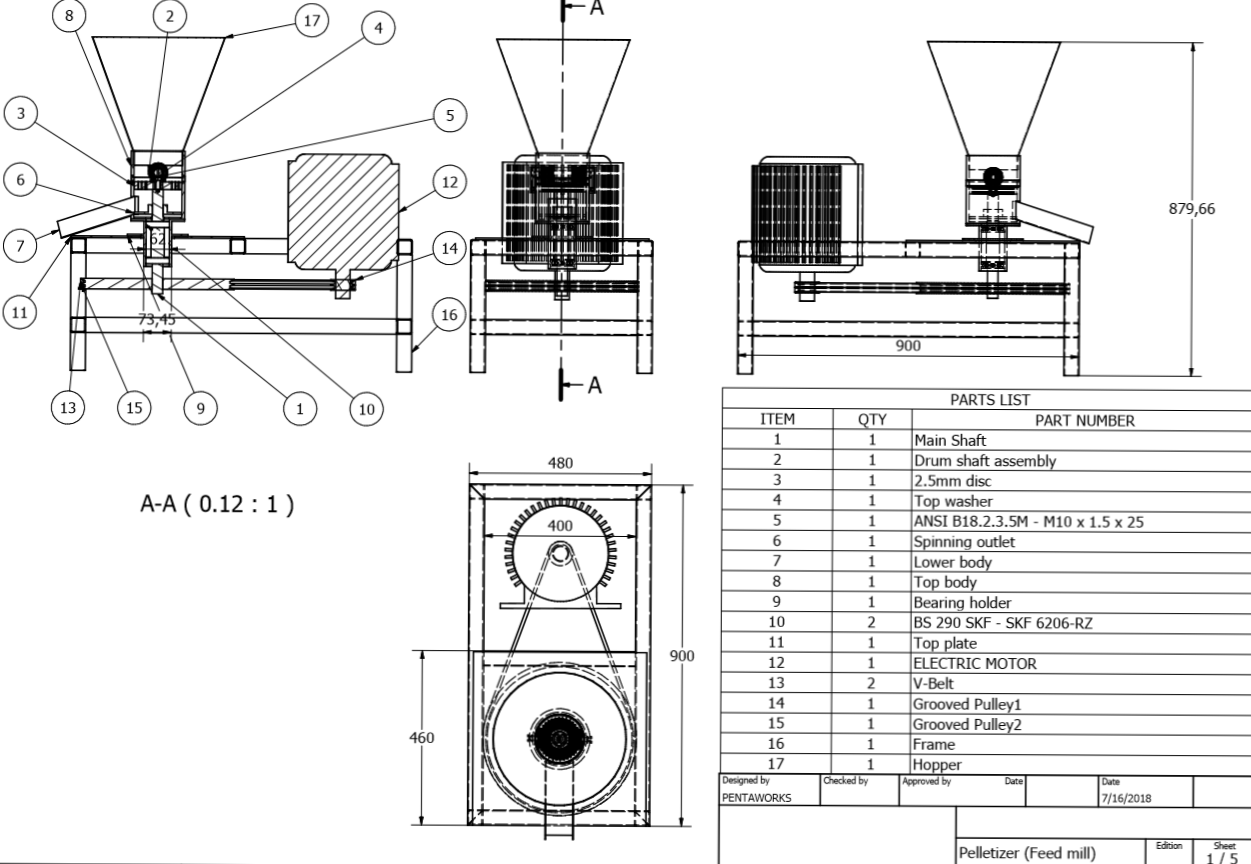 A
8
2
17
4
3
5
6
12
7
62
14
11
73,45
16
13
15
9
1
10
A
879,66
900
A-A ( 0.12 : 1 )
480
400
900
460
PARTS LIST
ITEM QTY PART NUMBER
1 1 Main Shaft
2 1 Drum shaft assembly
3 1 2.5mm disc
4 1 Top washer
5 1 ANSI B18.2.3.5M - M10 x 1.5 x 25
6 1 Spinning outlet
7 1 Lower body
8 1 Top body
9 1 Bearing holder
10 2 BS 290 SKF - SKF 6206-RZ
11 1 Top plate
12 1 ELECTRIC MOTOR
13 2 V-Belt
14 1 Grooved Pulley1
15 1 Grooved Pulley2
16 1 Frame
17 1 Hopper
Designed by Checked by Approved by Date Date
PENTAWORKS 7/16/2018
Pelletizer (Feed mill) Edition Sheet
1 / 5